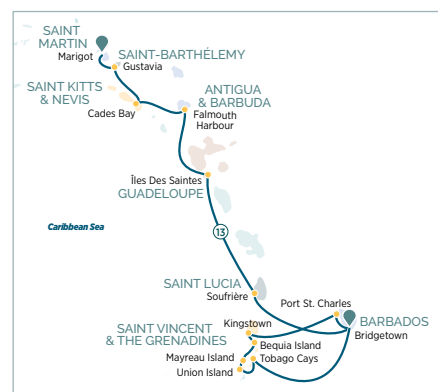 SAINT
MARTIN
Marigot
SAINT-BARTHÉLEMY
Gustavia
SAINT KITTS
& NEVIS
Cades Bay
ANTIGUA
& BARBUDA
Falmouth
Harbour
Îles Des Saintes
GUADELOUPE
Caribbean Sea
13
SAINT LUCIA
Soufrière
Port St. Charles
BARBADOS
Bridgetown
Kingstown
SAINT VINCENT
& THE GRENADINES
Bequia Island
Mayreau Island
Tobago Cays
Union Island